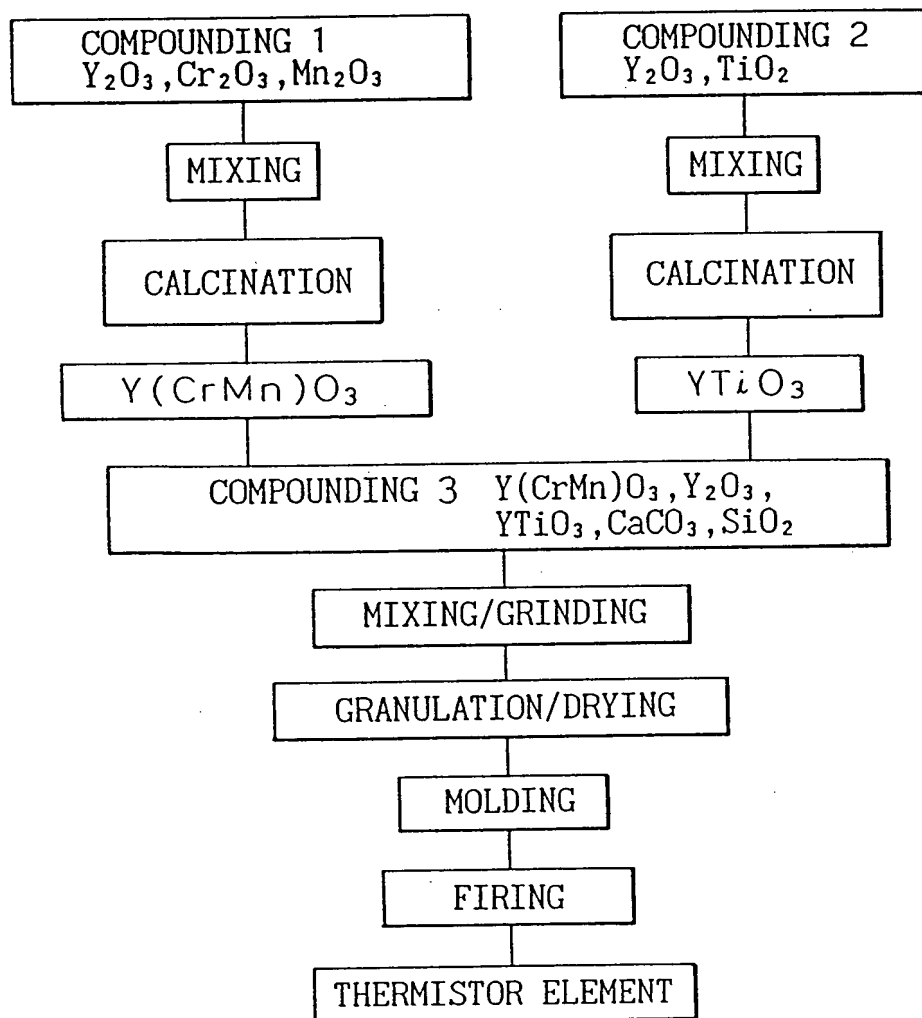 COMPOUNDING 1
Y₂O₃,Cr₂O₃,Mn₂O₃
MIXING
CALCINATION
Y(CrMn)O₃
COMPOUNDING 2
Y₂O₃,TiO₂
MIXING
CALCINATION
YTiO₃
COMPOUNDING 3 Y(CrMn)O₃,Y₂O₃,
YTiO₃,CaCO₃,SiO₂
MIXING/GRINDING
GRANULATION/DRYING
MOLDING
FIRING
THERMISTOR ELEMENT